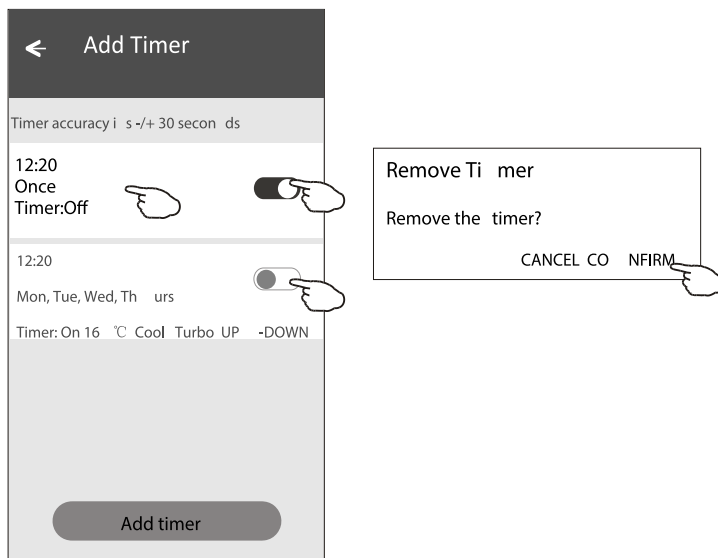 Add Timer
Timer accuracy i s -/+ 30 secon ds
12:20
Once
Timer:Off
12:20
Mon, Tue, Wed, Th urs
Timer: On 16 ℃ Cool Turbo UP -DOWN
Add timer
Remove Ti mer
Remove the timer?
CANCEL CO NFIRM